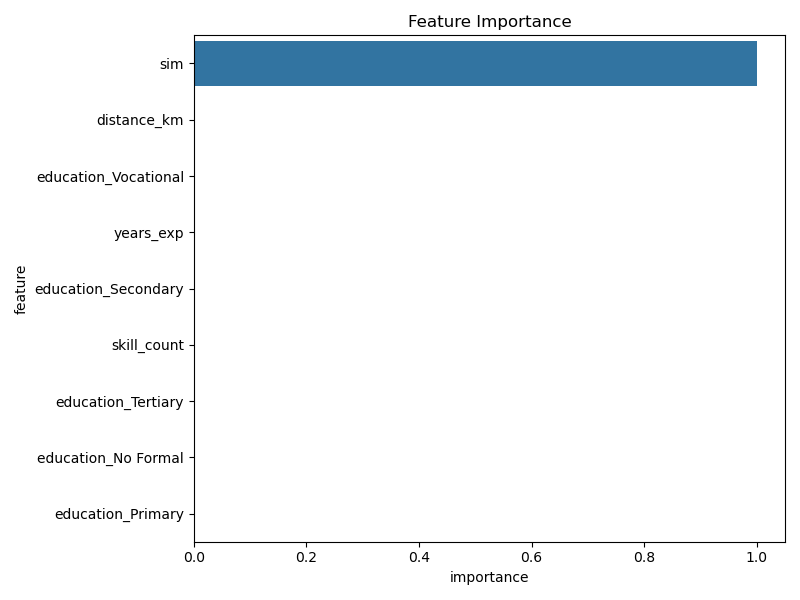 Feature Importance
sim
distance_km
education_Vocational
years_exp
education_Secondary
skill_count
education_Tertiary
education_No Formal
education_Primary
feature
0.0 0.2 0.4 0.6 0.8 1.0
importance